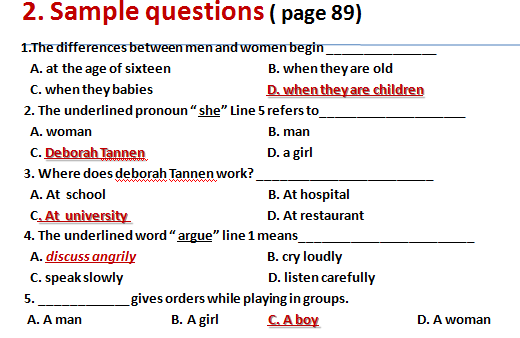 2. Sample questions ( page 89)
1.The differences between men and women begin_______________
A. at the age of sixteen B. when they are old
C. when they babies D. when they are children
2. The underlined pronoun “she” Line 5 refers to____________________
A. woman B. man
C. Deborah Tannen D. a girl
3. Where does deborah Tannen work?________________________
A. At school B. At hospital
C. At university D. At restaurant
4. The underlined word “argue” line 1 means________________________
A. discuss angrily B. cry loudly
C. speak slowly D. listen carefully
5. _____________gives orders while playing in groups.
A. A man B. A girl C. A boy D. A woman